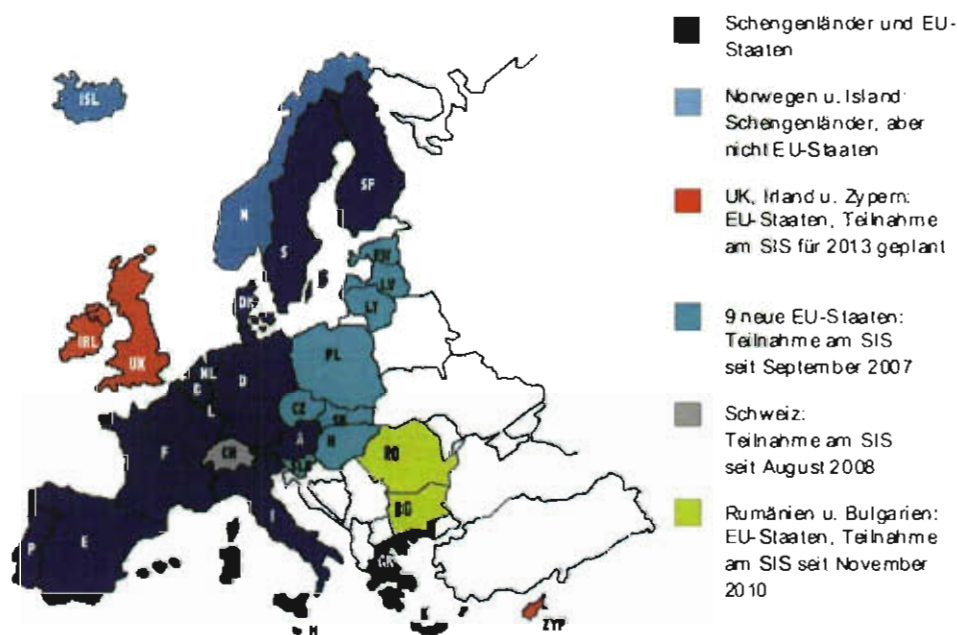 Schengenländer und EU-
Staaten
Norwegen u. Island:
Schengenländer, aber
nicht EU-Staaten
UK, Irland u. Zypern:
EU-Staaten, Teilnahme
am SIS für 2013 geplant
9 neue EU-Staaten:
Teilnahme am SIS
seit September 2007
Schweiz:
Teilnahme am SIS
seit August 2008
Rumänien u. Bulgarien:
EU-Staaten, Teilnahme
am SIS seit November
2010
ISL
N
S
SF
LV
LT
DK
IRL
UK
NL
B
D
PL
L
CZ
SK
F
CH
A
H
RO
I
BG
P
E
GR
K
M
ZYP